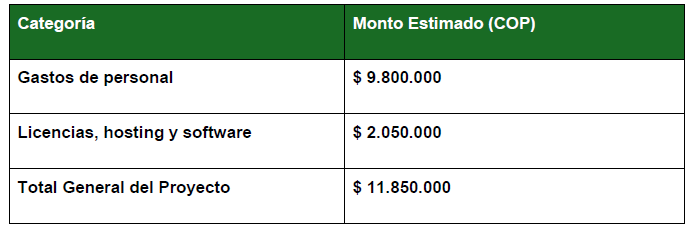 Categoría Monto Estimado (COP)
Gastos de personal $ 9.800.000
Licencias, hosting y software $ 2.050.000
Total General del Proyecto $ 11.850.000